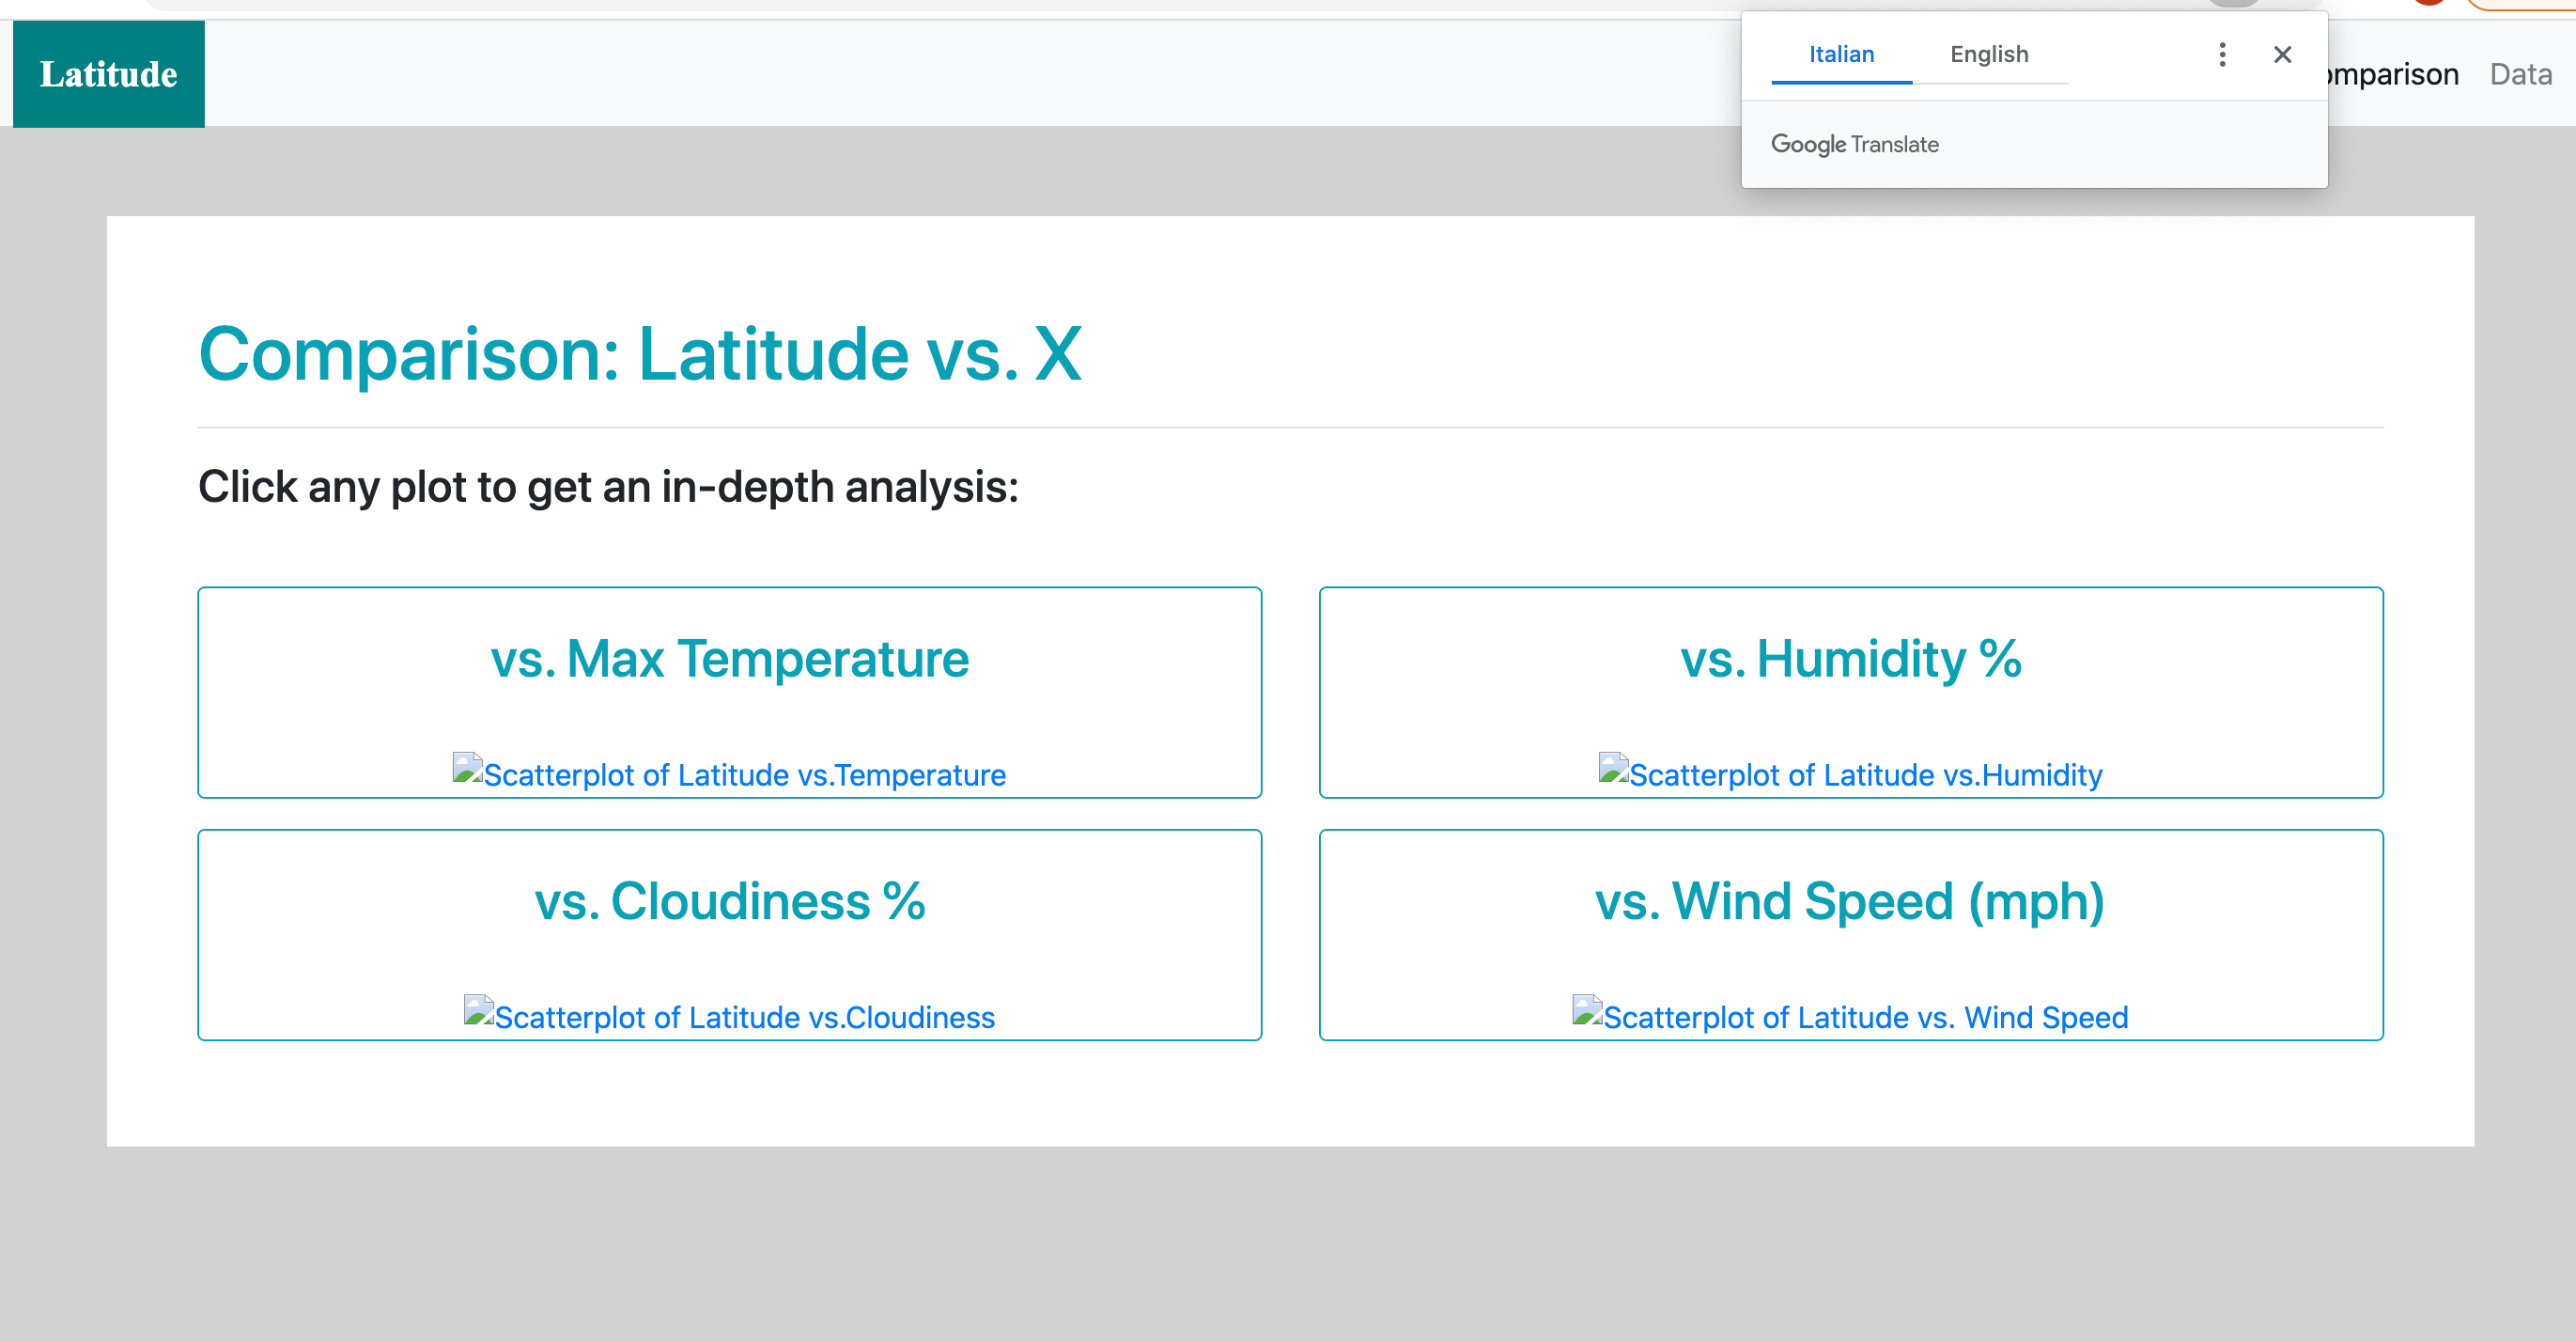 Latitude
Italian English
omparison Data
Google Translate
Comparison: Latitude vs. X
Click any plot to get an in-depth analysis:
vs. Max Temperature
Scatterplot of Latitude vs.Temperature
vs. Humidity %
Scatterplot of Latitude vs.Humidity
vs. Cloudiness %
Scatterplot of Latitude vs.Cloudiness
vs. Wind Speed (mph)
Scatterplot of Latitude vs. Wind Speed